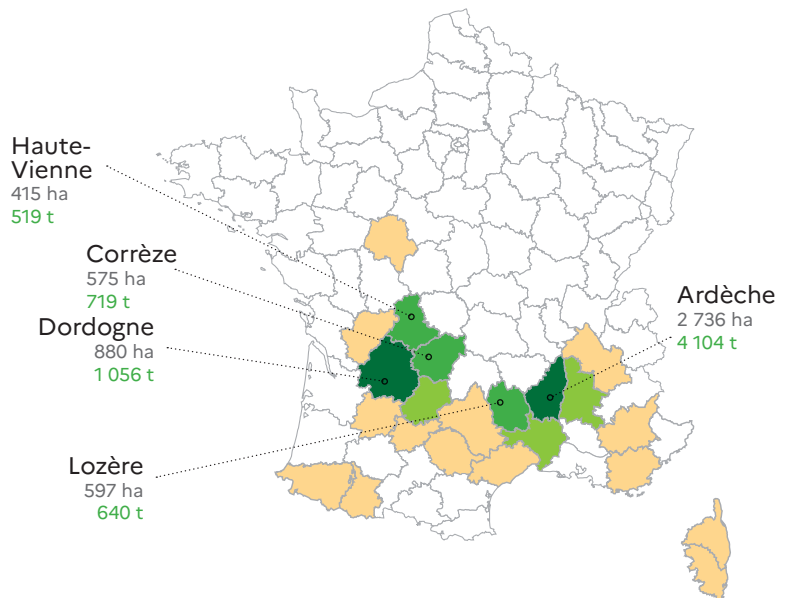 Haute-
Vienne
415 ha
519 t
Corrèze
575 ha
719 t
Dordogne
880 ha
1 056 t
Lozère
597 ha
640 t
Ardèche
2 736 ha
4 104 t